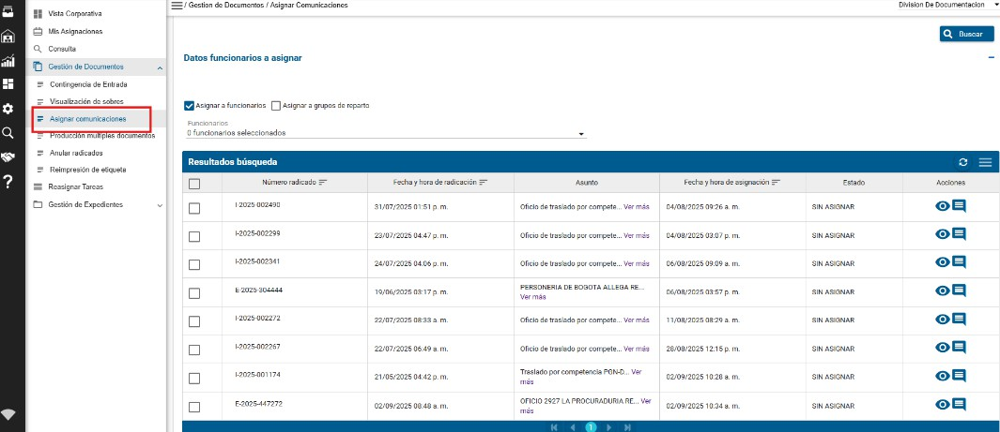 / Gestion de Documentos / Asignar Comunicaciones
Division De Documentacion
Vista Corporativa
Mis Asignaciones
Consulta
Gestión de Documentos
Contingencia de Entrada
Visualización de sobres
Asignar comunicaciones
Producción multiples documentos
Anular radicados
Reimpresión de etiqueta
Reasignar Tareas
Gestión de Expedientes
Buscar
Datos funcionarios a asignar
Asignar a funcionarios Asignar a grupos de reparto
Funcionarios
0 funcionarios seleccionados
Resultados búsqueda
Número radicado Fecha y hora de radicación Asunto Fecha y hora de asignación Estado Acciones
I-2025-002490 31/07/2025 01:51 p. m. Oficio de traslado por compete... Ver más 04/08/2025 09:26 a. m. SIN ASIGNAR
I-2025-002299 23/07/2025 04:47 p. m. Oficio de traslado por compete... Ver más 04/08/2025 03:07 p. m. SIN ASIGNAR
I-2025-002341 24/07/2025 04:06 p. m. Oficio de traslado por compete... Ver más 06/08/2025 09:09 a. m. SIN ASIGNAR
E-2025-304444 19/06/2025 03:17 p. m. PERSONERIA DE BOGOTA ALLEGA RE... Ver más 06/08/2025 03:57 p. m. SIN ASIGNAR
I-2025-002272 22/07/2025 08:33 a. m. Oficio de traslado por compete... Ver más 11/08/2025 08:29 a. m. SIN ASIGNAR
I-2025-002267 22/07/2025 06:49 a. m. Oficio de traslado por compete... Ver más 28/08/2025 12:15 p. m. SIN ASIGNAR
I-2025-001174 21/05/2025 04:42 p. m. Traslado por competencia PGN-D... Ver más 02/09/2025 10:28 a. m. SIN ASIGNAR
E-2025-447272 02/09/2025 08:48 a. m. OFICIO 2927 LA PROCURADURIA RE... Ver más 02/09/2025 10:34 a. m. SIN ASIGNAR
1